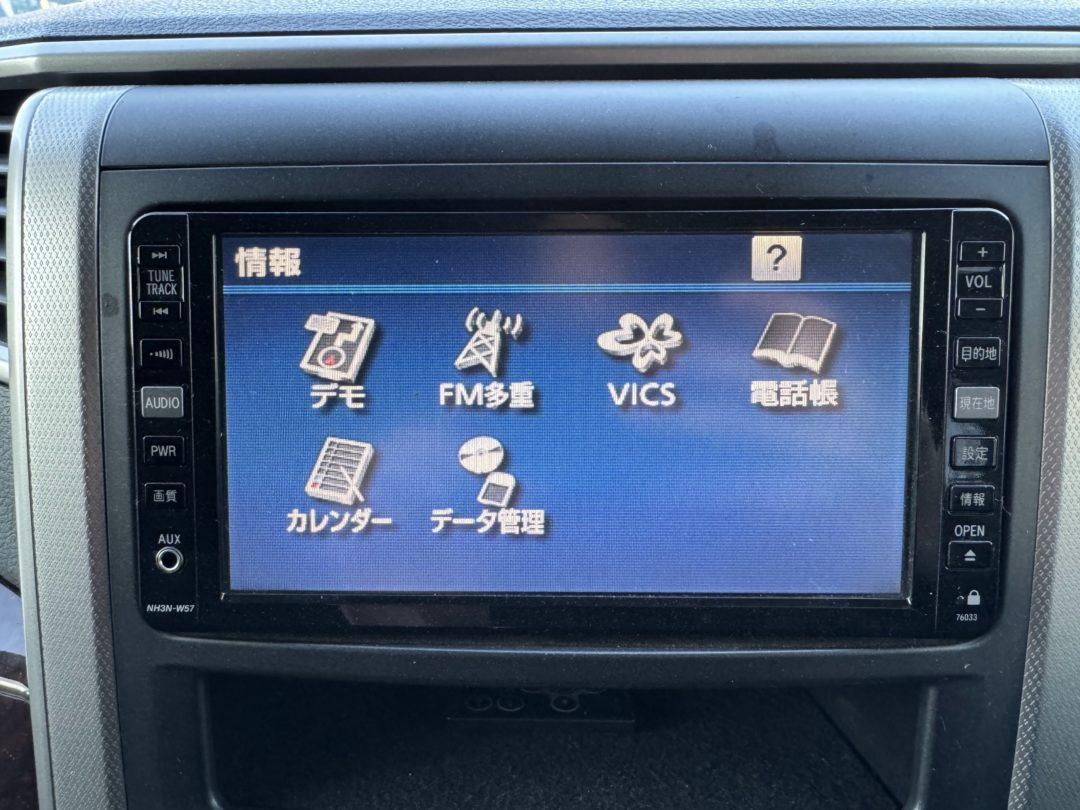 情報
?
デモ
FM多重
VICS
電話帳
カレンダー
データ管理
TUNE
TRACK
AUDIO
PWR
画質
AUX
NH3N-W57
+
VOL
−
目的地
現在地
設定
情報
OPEN
76033